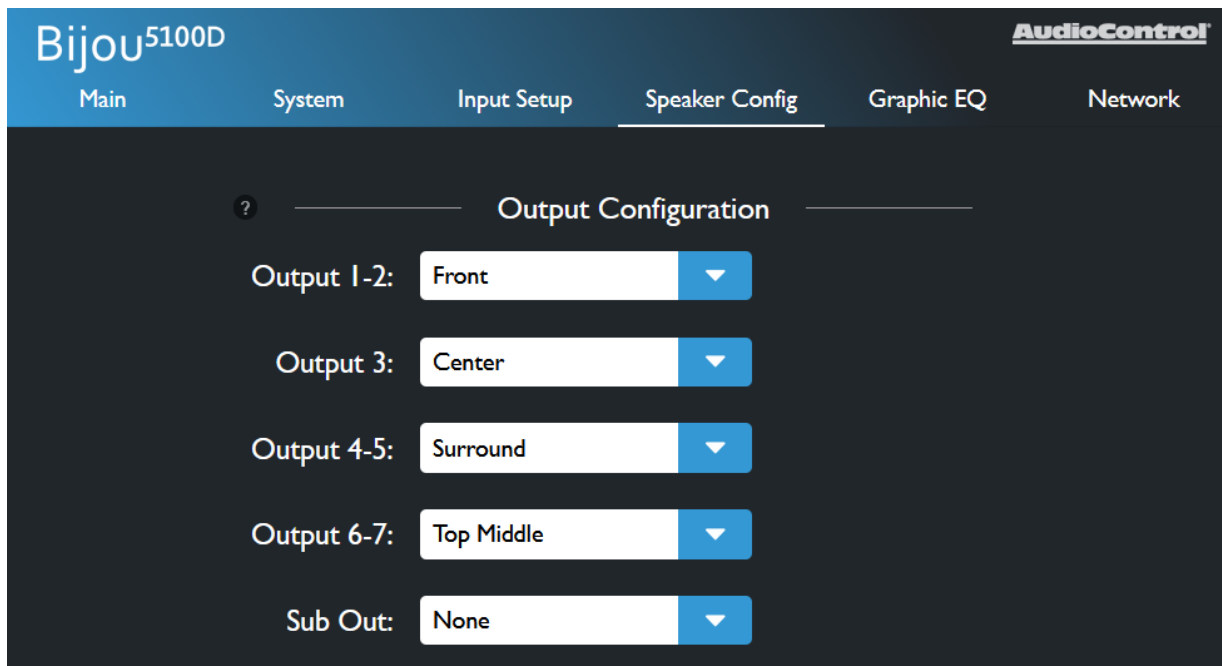 Bijou5100D
AudioControl
Main System Input Setup Speaker Config Graphic EQ Network
? Output Configuration
Output 1-2: Front
Output 3: Center
Output 4-5: Surround
Output 6-7: Top Middle
Sub Out: None